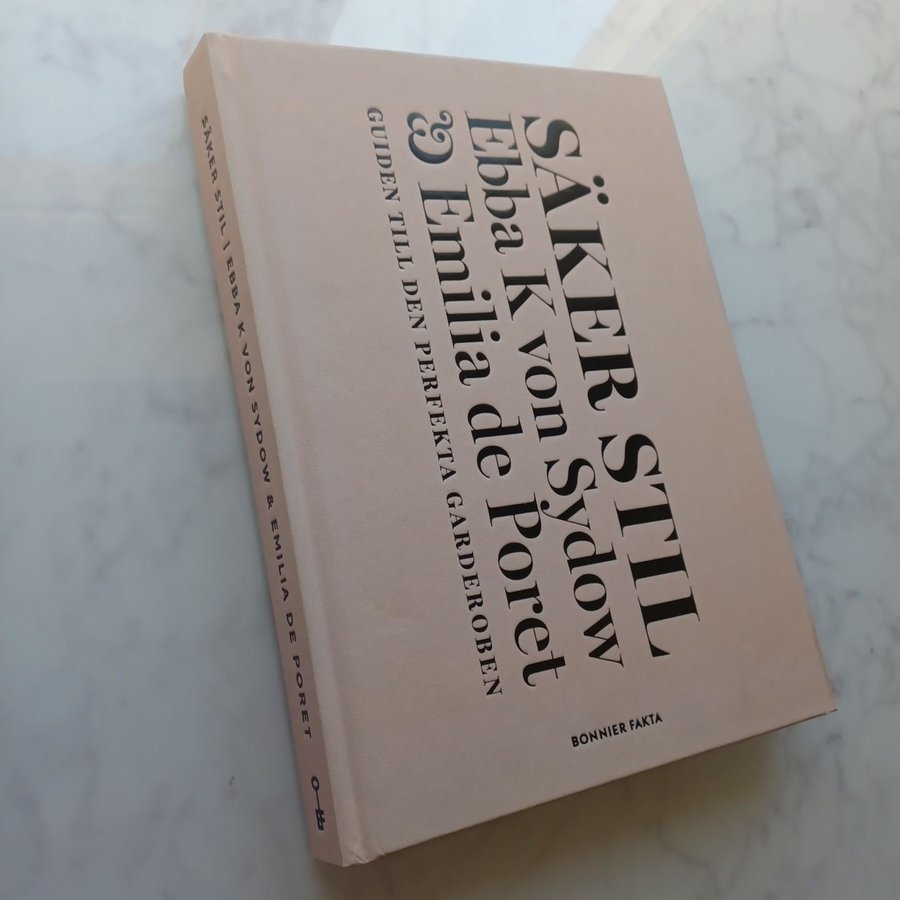 SÄKER STIL
Ebba K von Sydow
& Emilia de Poret
GUIDEN TILL DEN PERFEKTA GARDEROBEN
BONNIER FAKTA
SÄKER STIL | EBBA K VON SYDOW & EMILIA DE PORET